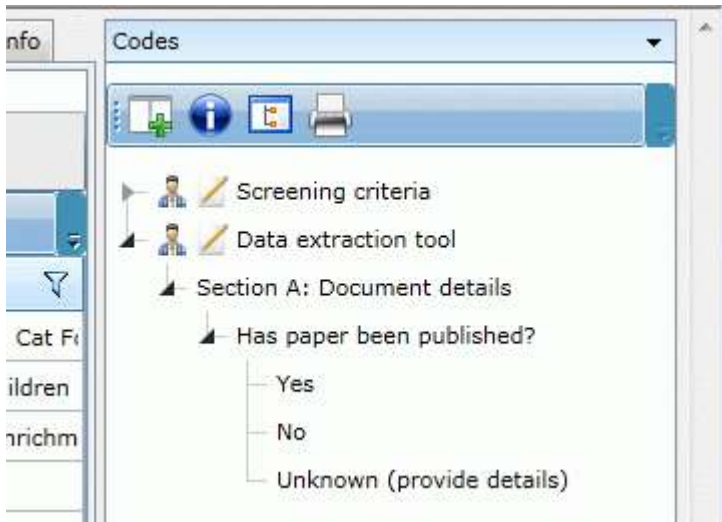 nfo
Codes
Screening criteria
Data extraction tool
Section A: Document details
Cat Fo
Has paper been published?
ildren
Yes
nrichm
No
Unknown (provide details)